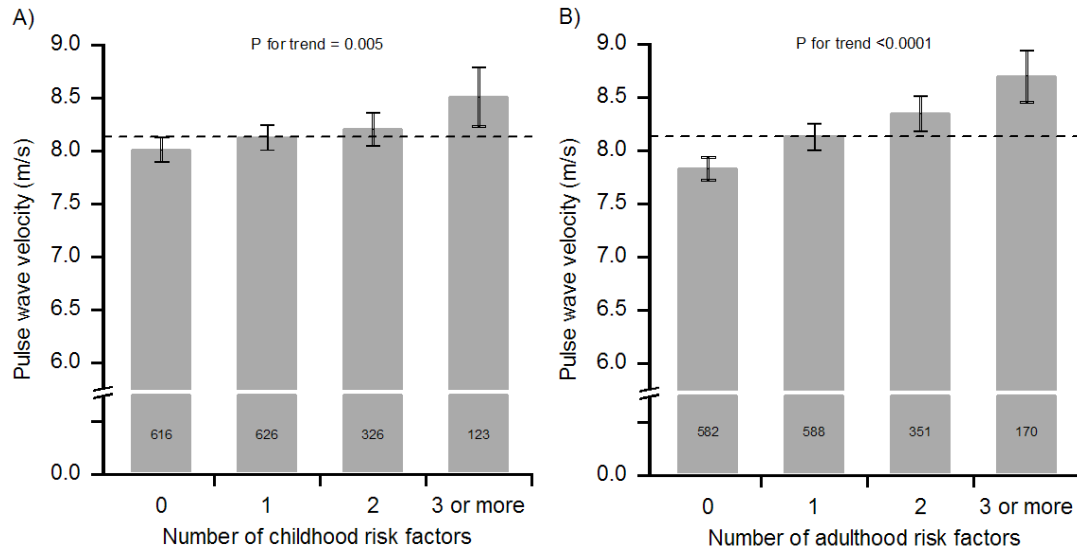 A)
P for trend = 0.005
Pulse wave velocity (m/s)
9.0
8.5
8.0
7.5
7.0
6.5
6.0
0.0
616 626 326 123
0 1 2 3 or more
Number of childhood risk factors
B)
P for trend <0.0001
Pulse wave velocity (m/s)
9.0
8.5
8.0
7.5
7.0
6.5
6.0
0.0
582 588 351 170
0 1 2 3 or more
Number of adulthood risk factors